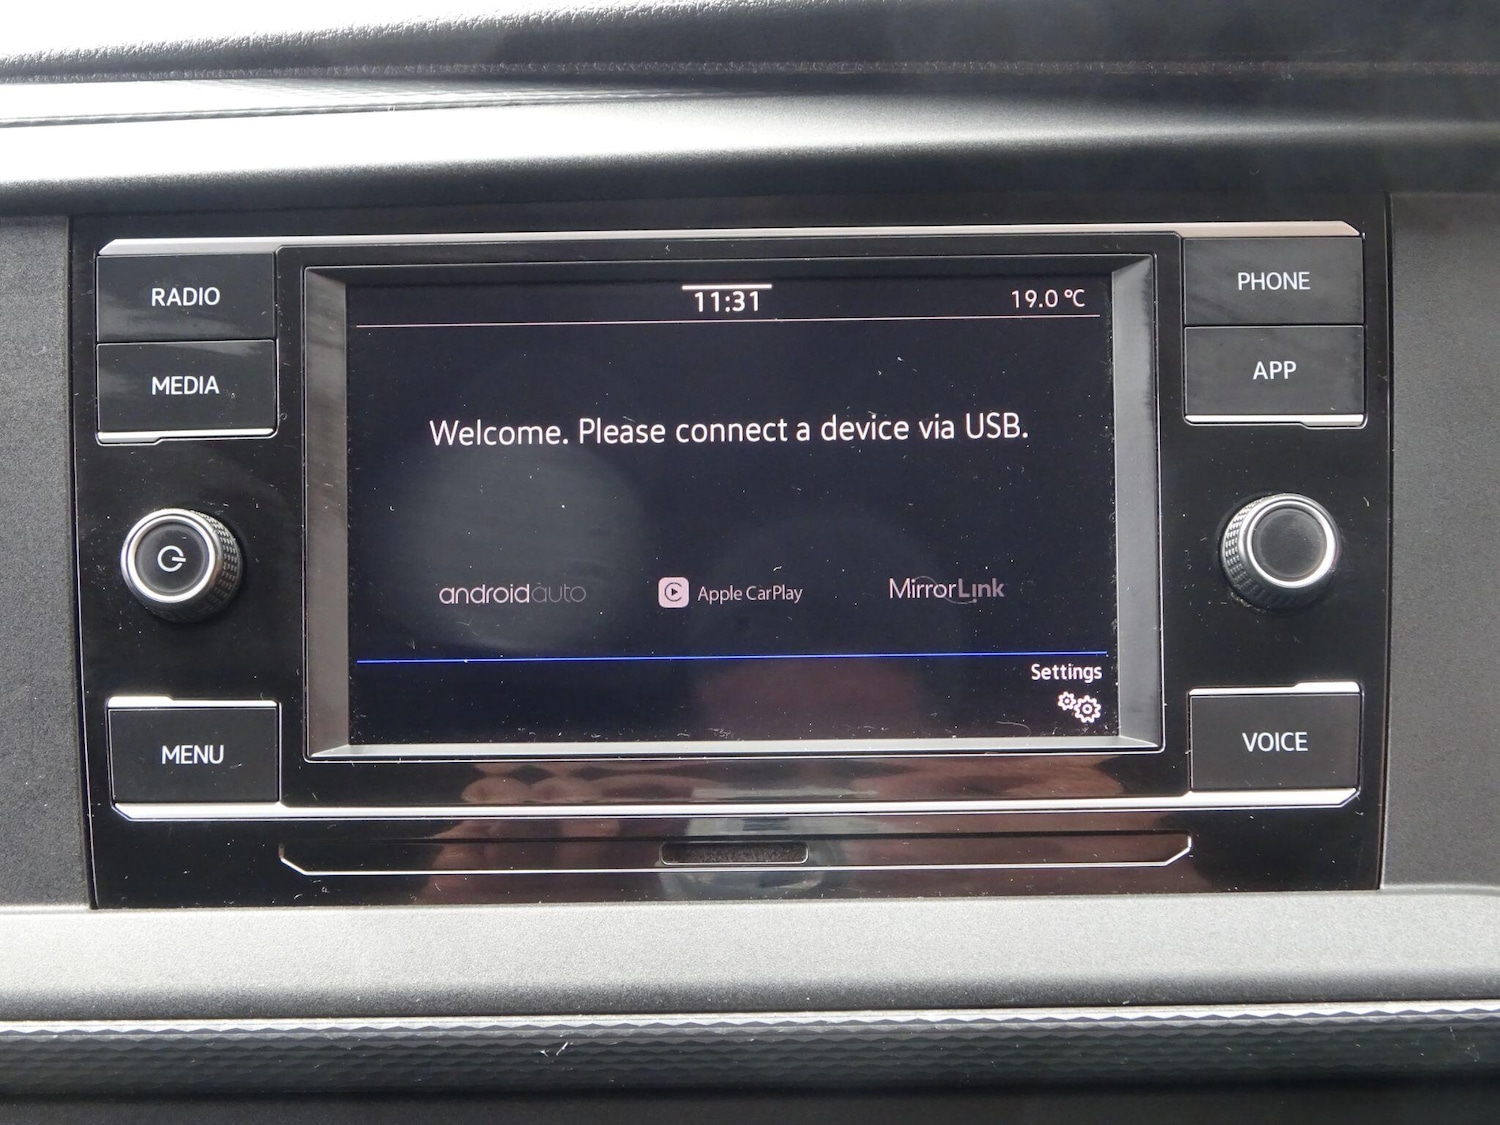 RADIO
MEDIA
MENU
11:31
19.0 °C
Welcome. Please connect a device via USB.
androidauto
Apple CarPlay
MirrorLink
Settings
PHONE
APP
VOICE